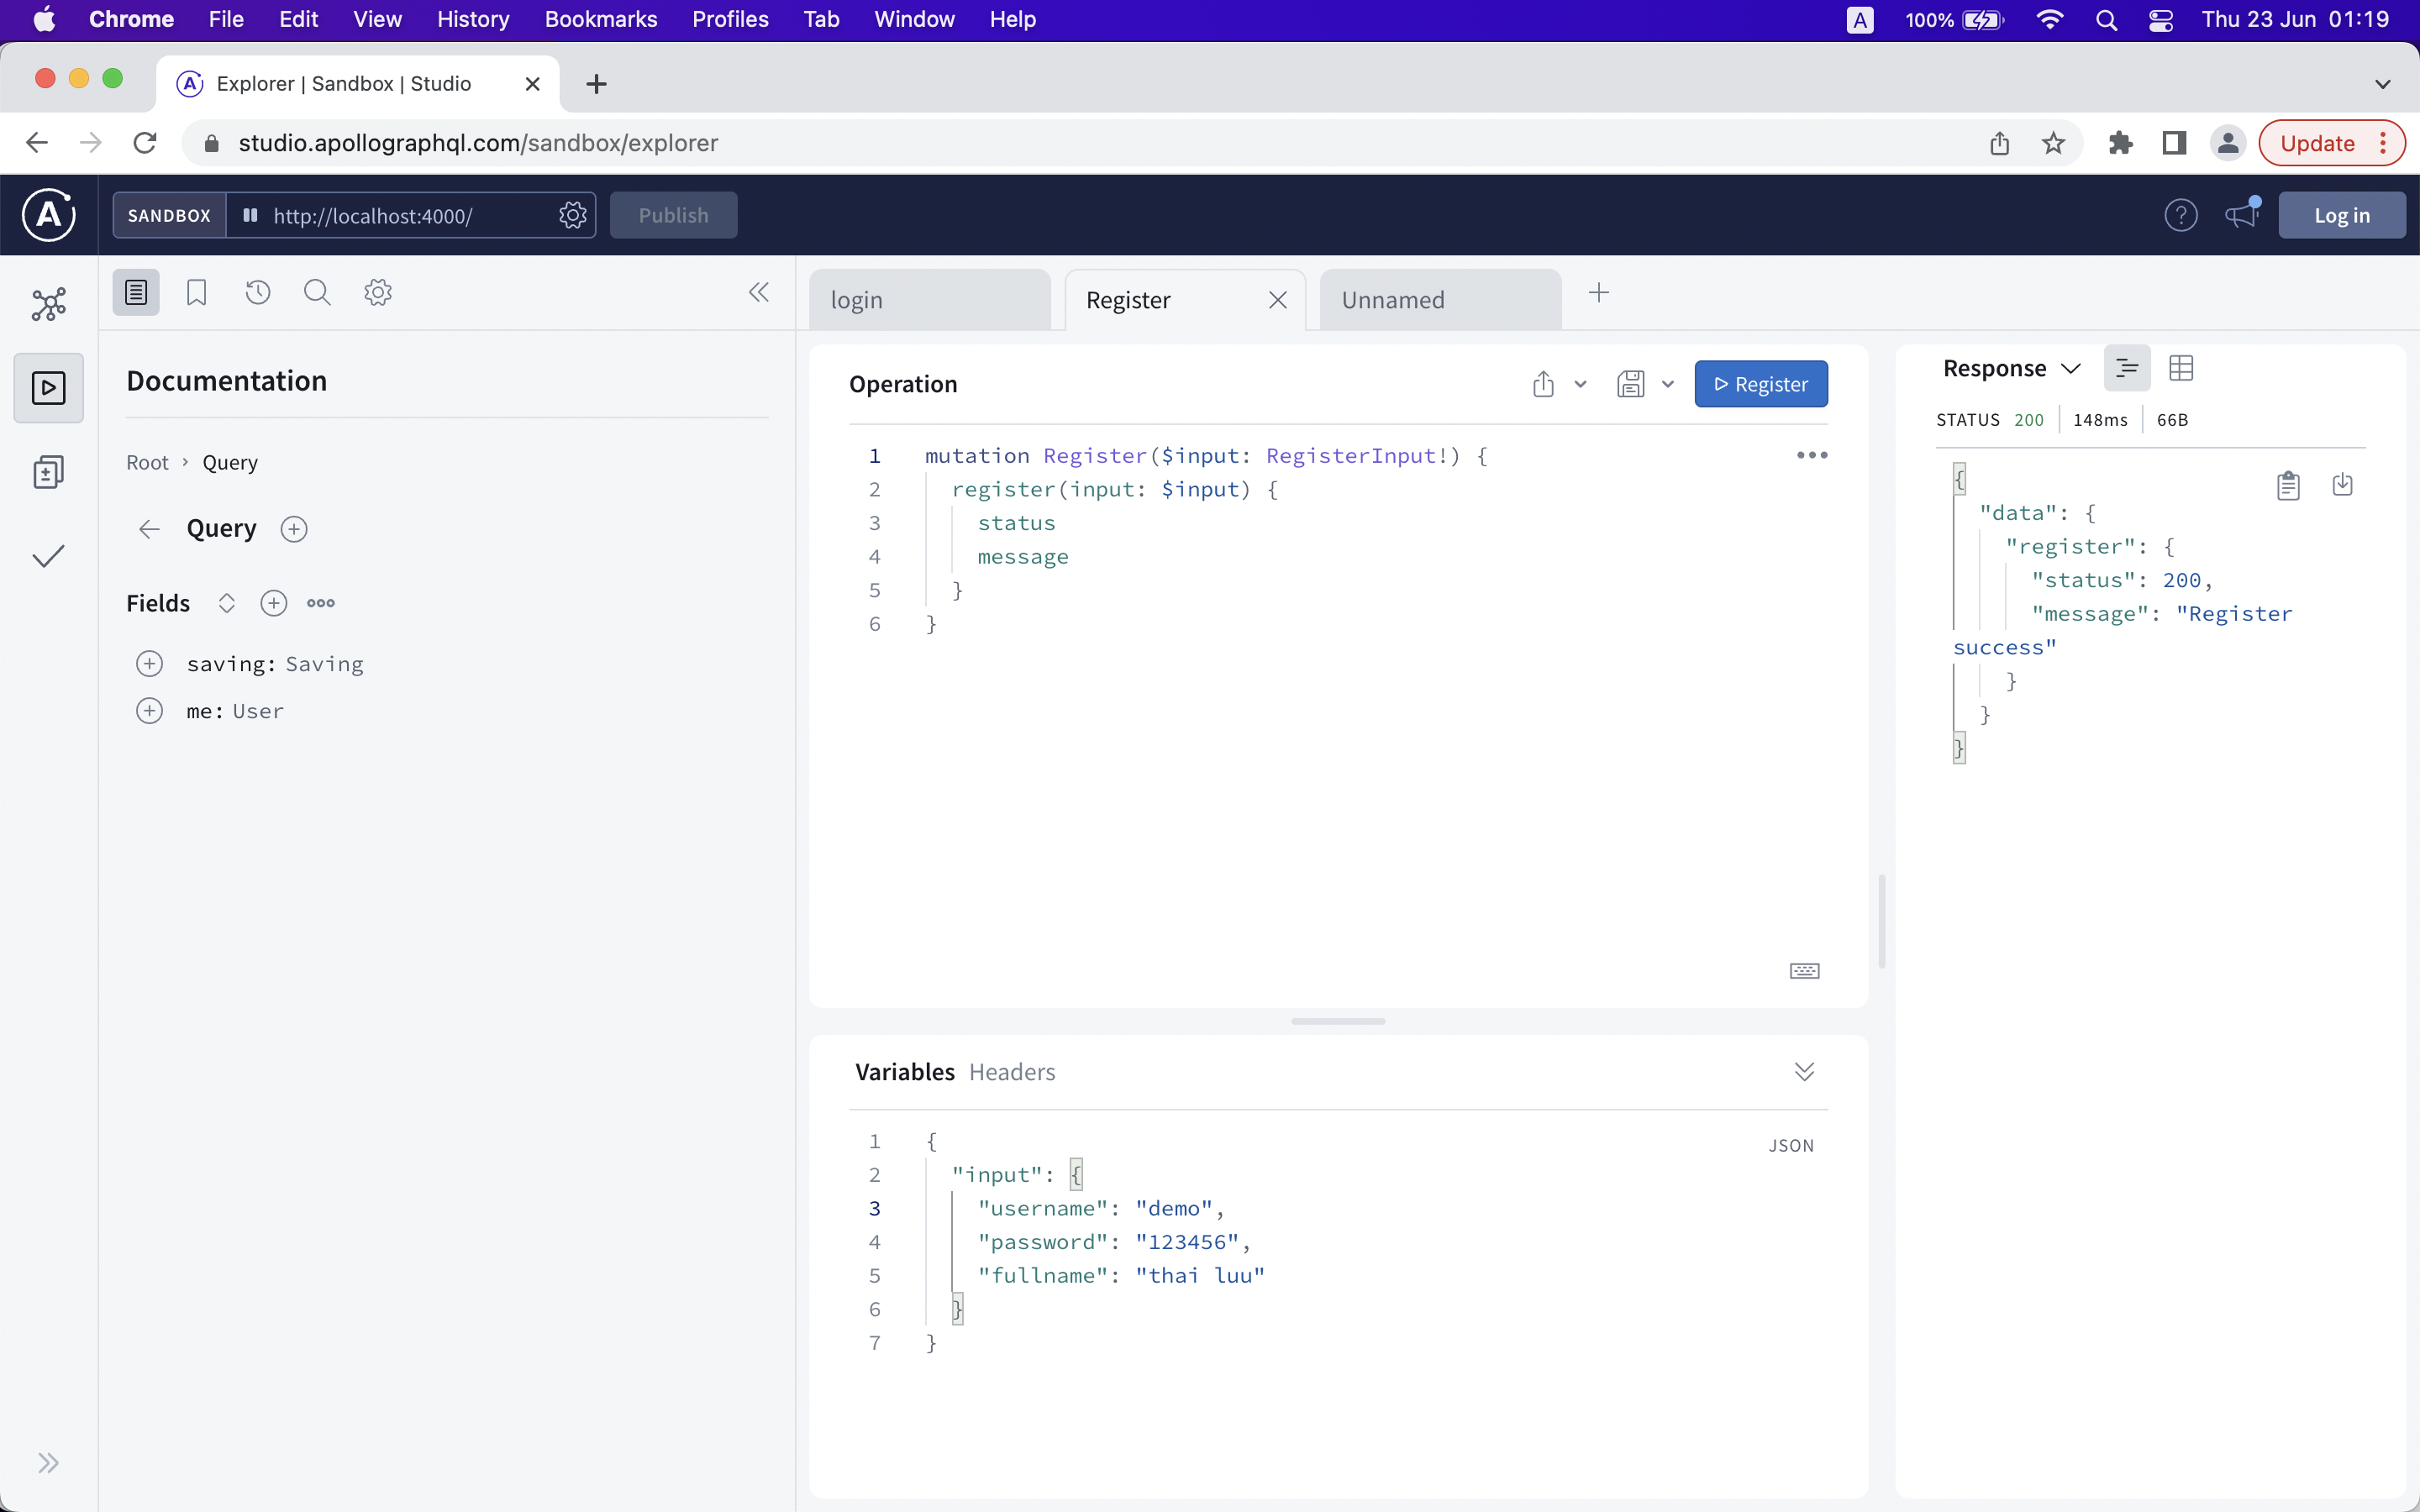 Chrome File Edit View History Bookmarks Profiles Tab Window Help A 100% Thu 23 Jun 01:19
Explorer | Sandbox | Studio
studio.apollographql.com/sandbox/explorer Update
SANDBOX http://localhost:4000/ Publish Log in
login Register Unnamed
Documentation
Root › Query
Query
Fields
saving: Saving
me: User
Operation
Register
1 mutation Register($input: RegisterInput!) {
2 register(input: $input) {
3 status
4 message
5 }
6 }
Variables Headers
JSON
1 {
2 "input": {
3 "username": "demo",
4 "password": "123456",
5 "fullname": "thai luu"
6 }
7 }
Response
STATUS 200 148ms 66B
{
"data": {
"register": {
"status": 200,
"message": "Register
success"
}
}
}